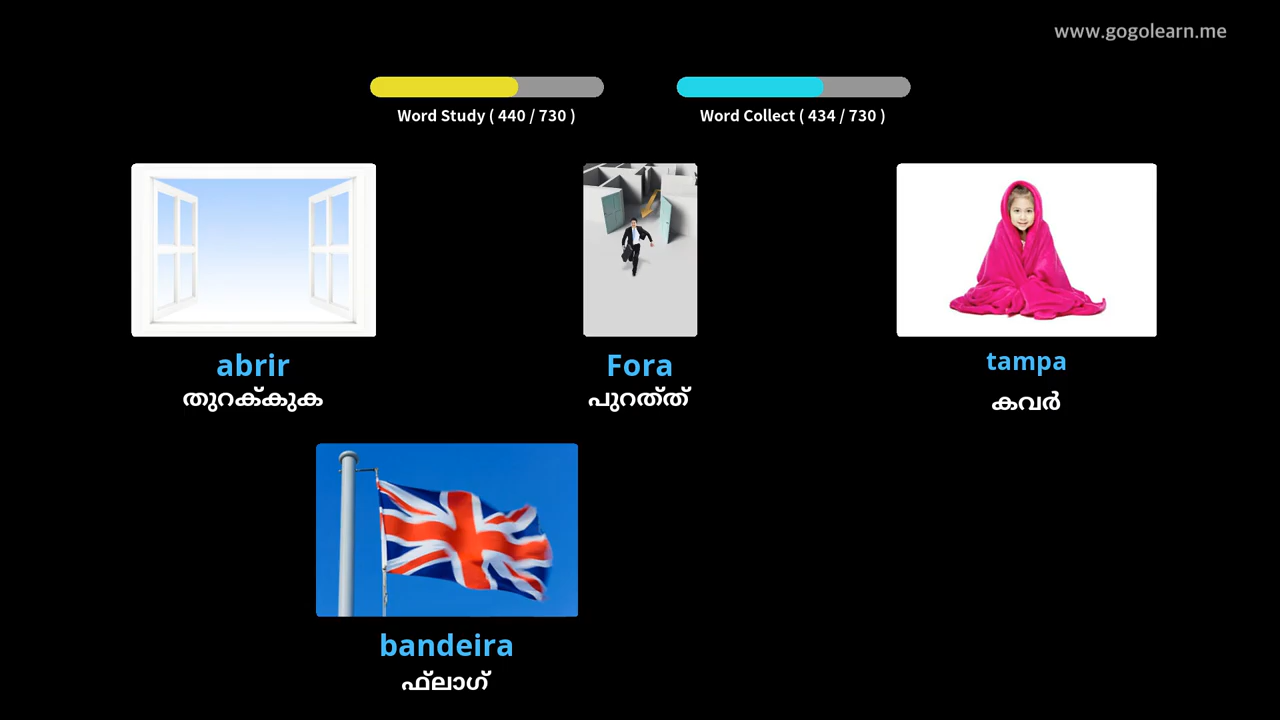 www.gogolearn.me
Word Study ( 440 / 730 )
Word Collect ( 434 / 730 )
abrir
തുറക്കുക
Fora
പുറത്ത്
tampa
കവർ
bandeira
ഫ്ലാഗ്